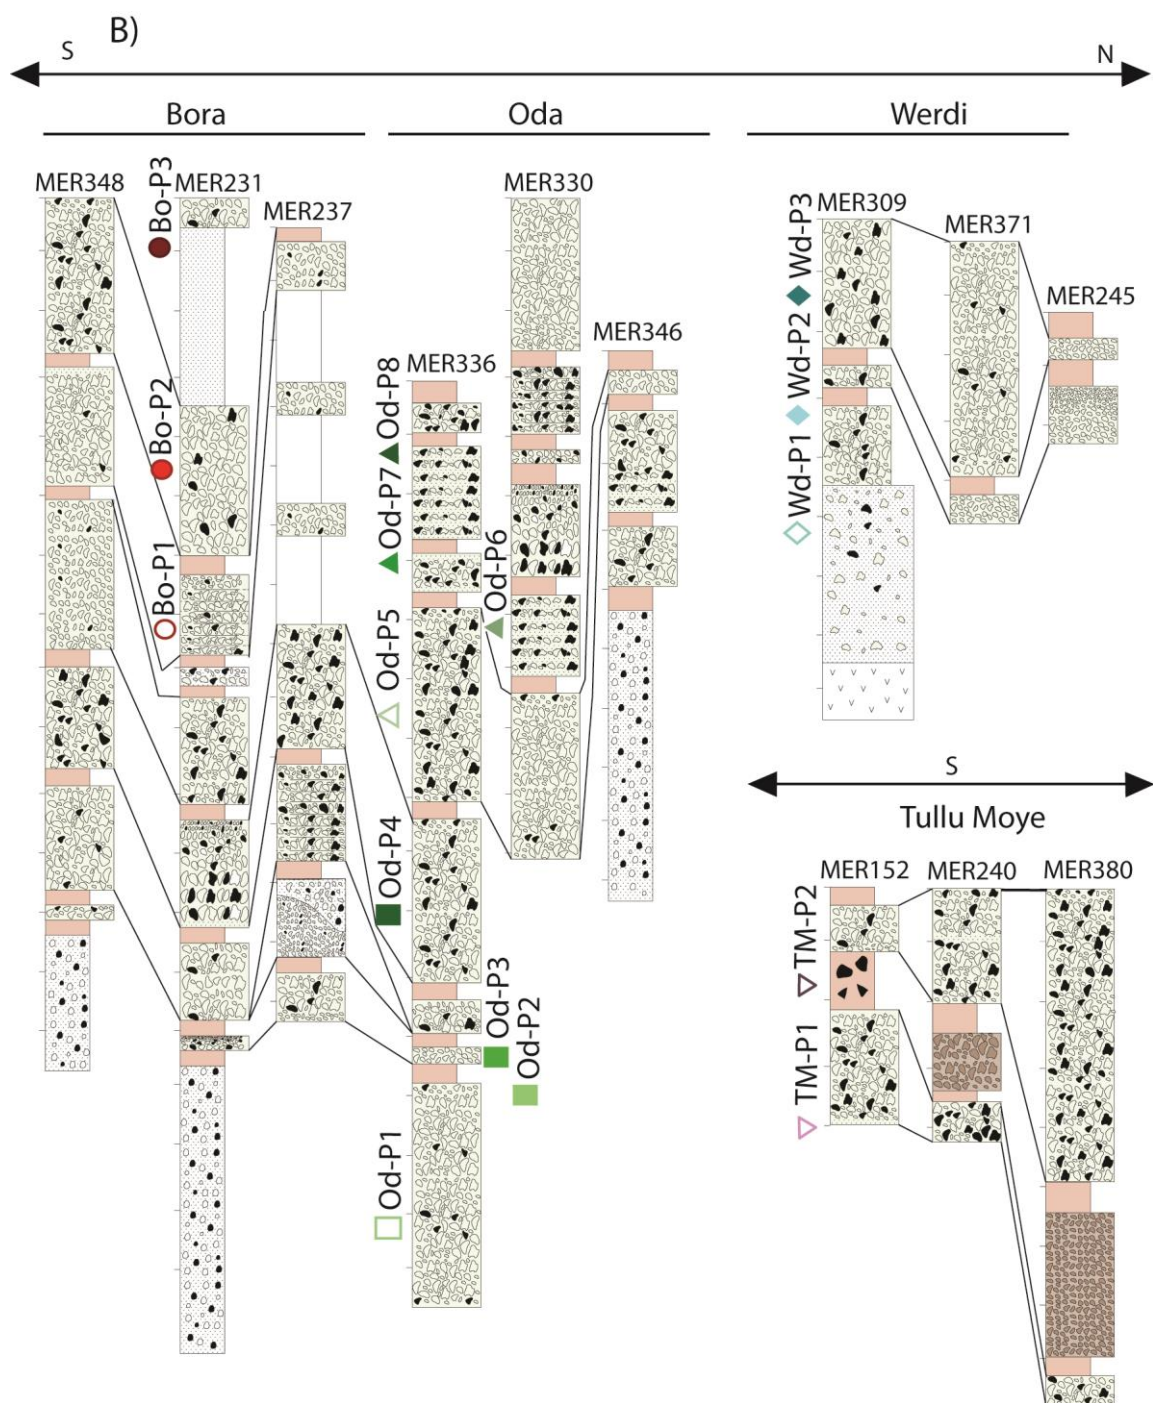 B)
S
N
Bora
Oda
Werdi
MER348
Bo-P3
MER231
MER237
Bo-P2
Bo-P1
MER330
MER336
MER346
Od-P8
Od-P7
Od-P6
Od-P5
Od-P4
Od-P3
Od-P2
Od-P1
MER309
MER371
MER245
Wd-P3
Wd-P2
Wd-P1
S
Tullu Moye
MER152
MER240
MER380
TM-P2
TM-P1